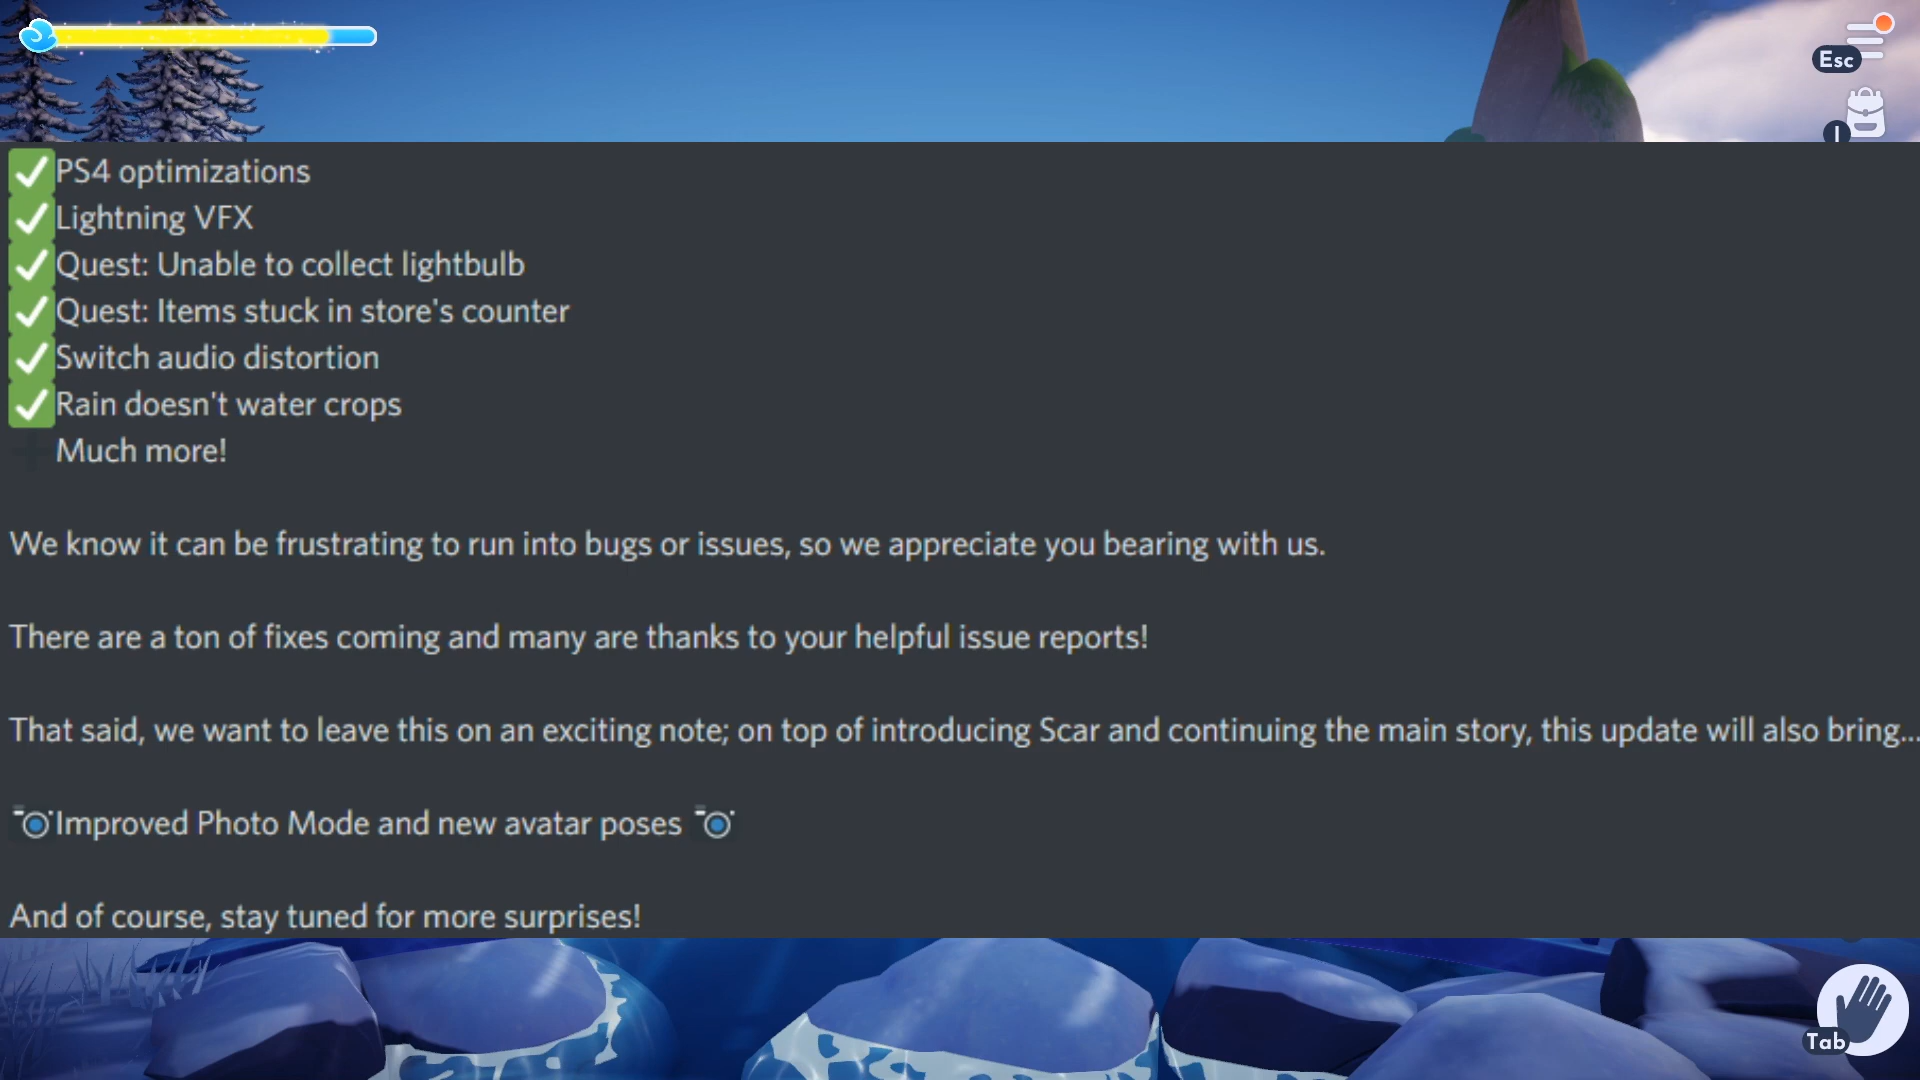 Esc
I
PS4 optimizations
Lightning VFX
Quest: Unable to collect lightbulb
Quest: Items stuck in store's counter
Switch audio distortion
Rain doesn't water crops
Much more!
We know it can be frustrating to run into bugs or issues, so we appreciate you bearing with us.
There are a ton of fixes coming and many are thanks to your helpful issue reports!
That said, we want to leave this on an exciting note; on top of introducing Scar and continuing the main story, this update will also bring...
Improved Photo Mode and new avatar poses
And of course, stay tuned for more surprises!
Tab